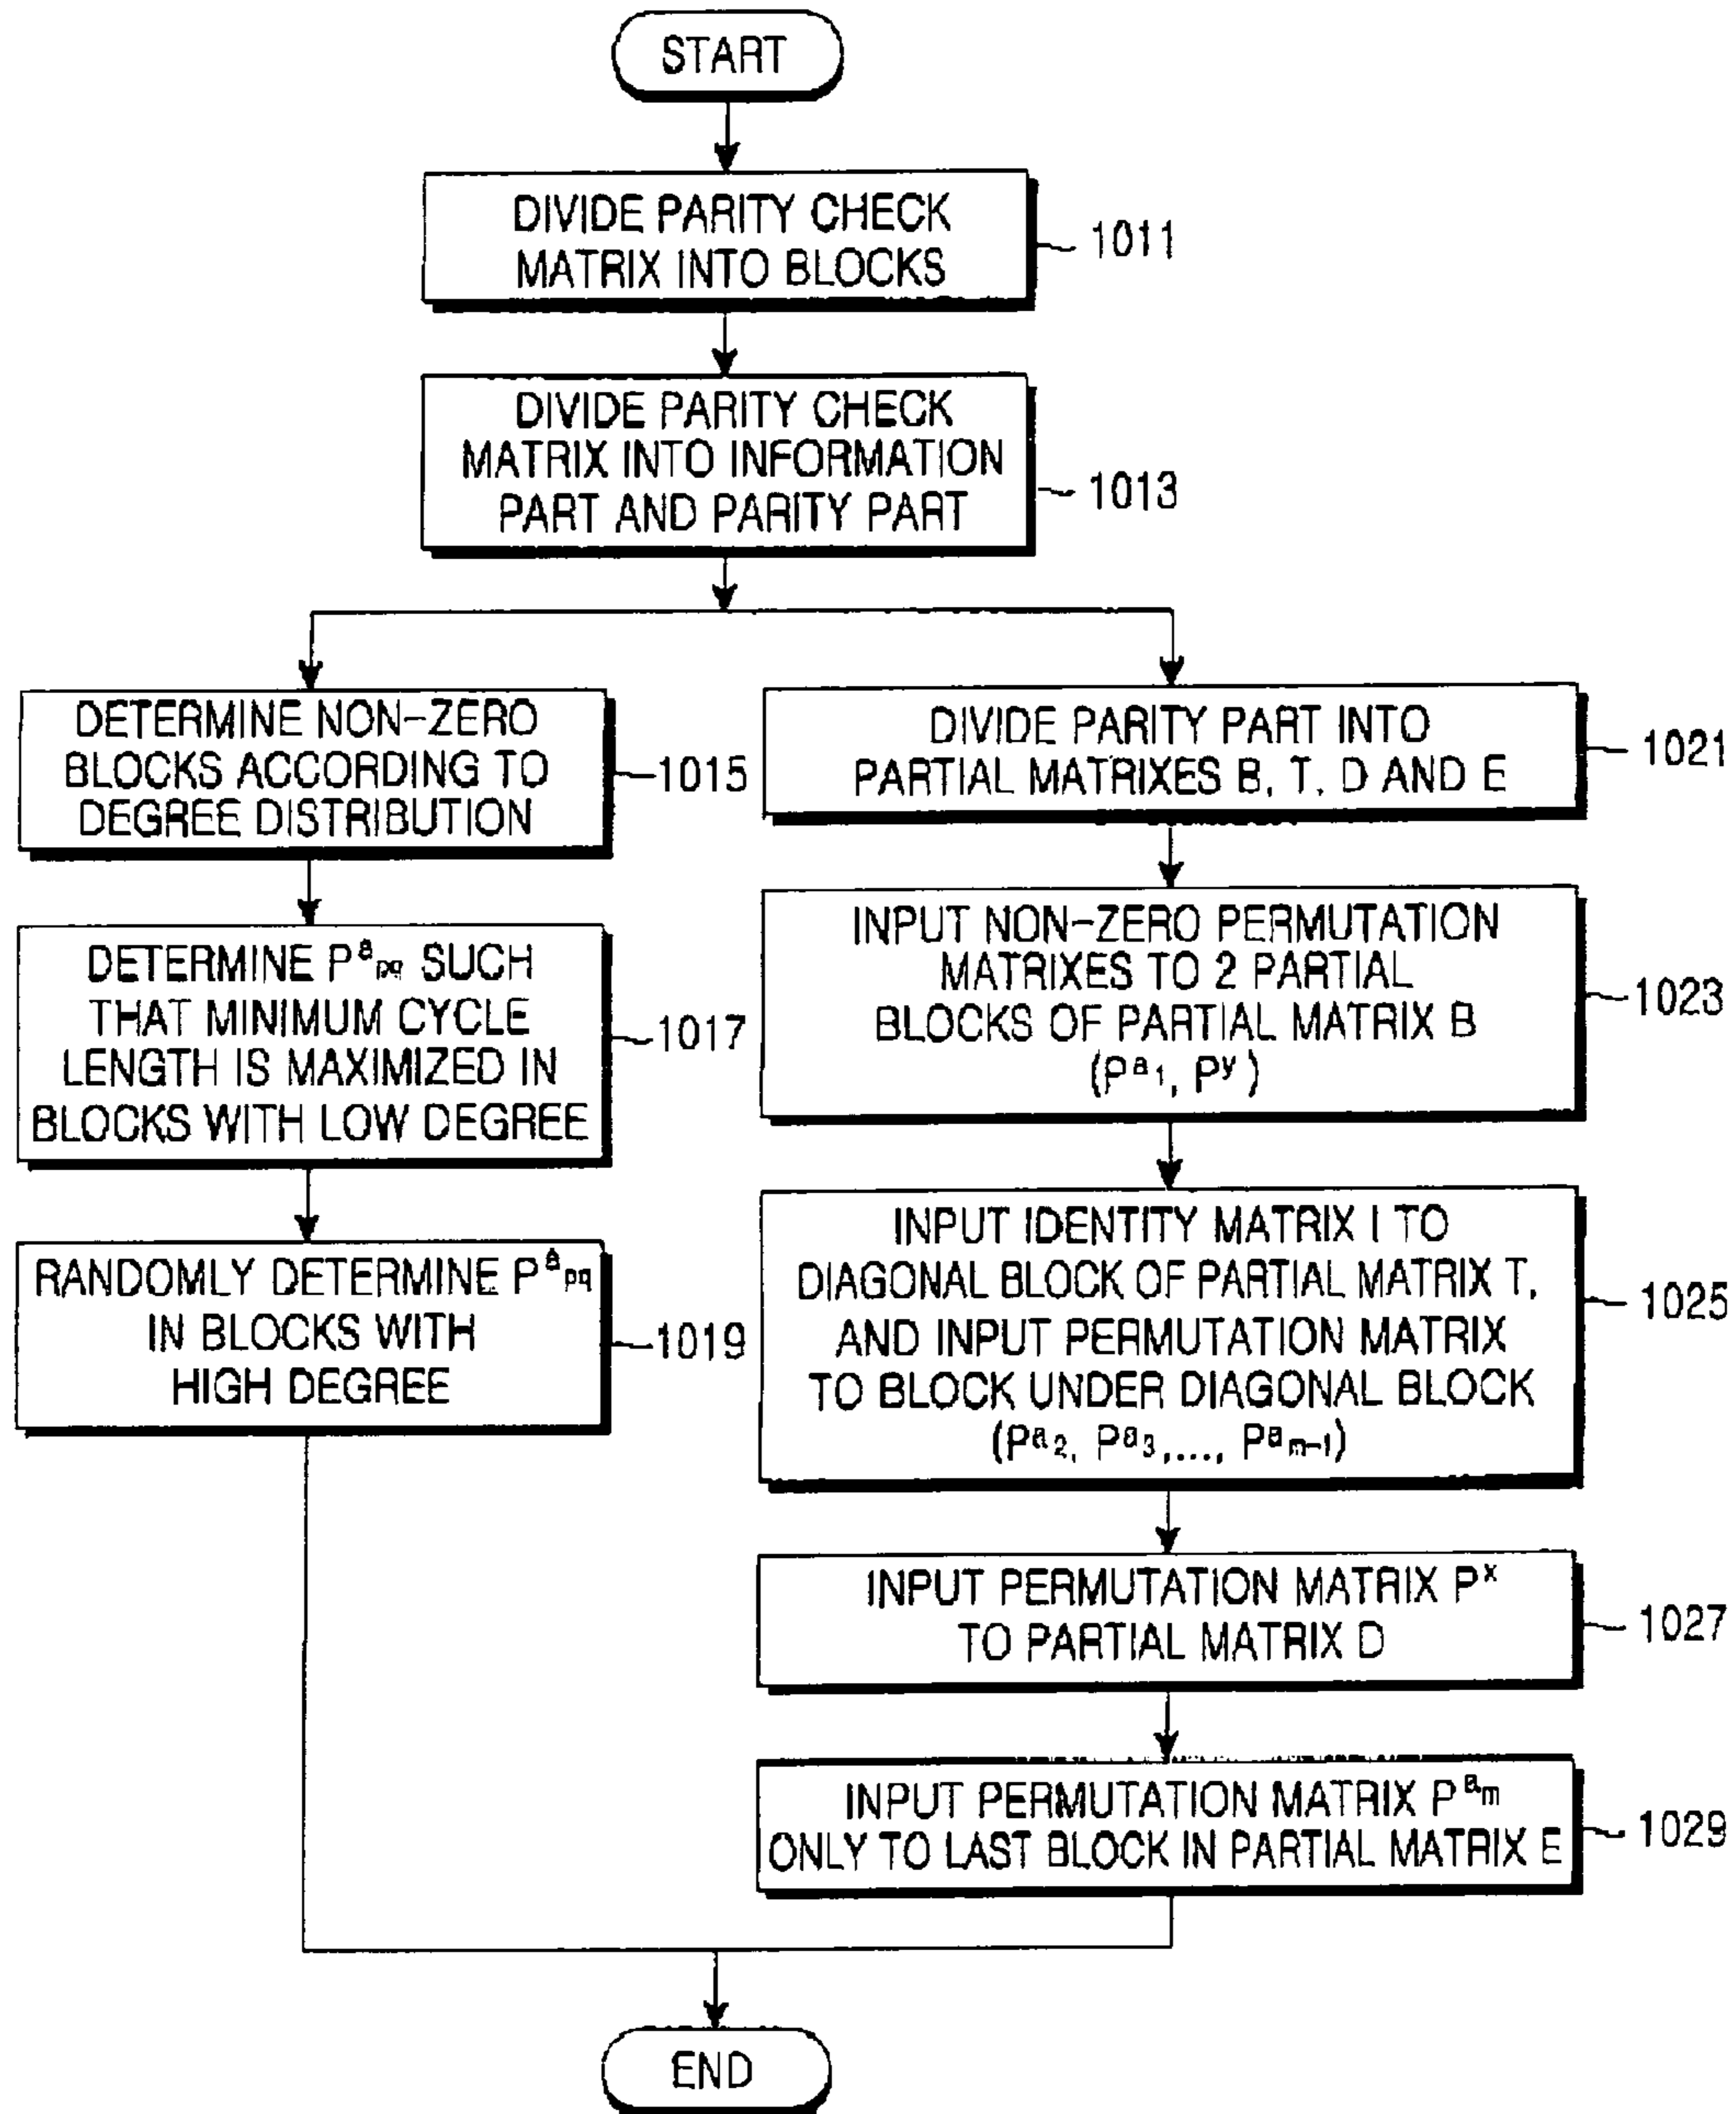 START
DIVIDE PARITY CHECK
MATRIX INTO BLOCKS
1011
DIVIDE PARITY CHECK
MATRIX INTO INFORMATION
PART AND PARITY PART
1013
DETERMINE NON-ZERO
BLOCKS ACCORDING TO
DEGREE DISTRIBUTION
1015
DETERMINE P^a_pq SUCH
THAT MINIMUM CYCLE
LENGTH IS MAXIMIZED IN
BLOCKS WITH LOW DEGREE
1017
RANDOMLY DETERMINE P^a_pq
IN BLOCKS WITH
HIGH DEGREE
1019
DIVIDE PARITY PART INTO
PARTIAL MATRIXES B, T, D AND E
1021
INPUT NON-ZERO PERMUTATION
MATRIXES TO 2 PARTIAL
BLOCKS OF PARTIAL MATRIX B
(P^a_1, P^y)
1023
INPUT IDENTITY MATRIX I TO
DIAGONAL BLOCK OF PARTIAL MATRIX T,
AND INPUT PERMUTATION MATRIX
TO BLOCK UNDER DIAGONAL BLOCK
(P^a_2, P^a_3,..., P^a_m-1)
1025
INPUT PERMUTATION MATRIX P^x
TO PARTIAL MATRIX D
1027
INPUT PERMUTATION MATRIX P^a_m
ONLY TO LAST BLOCK IN PARTIAL MATRIX E
1029
END